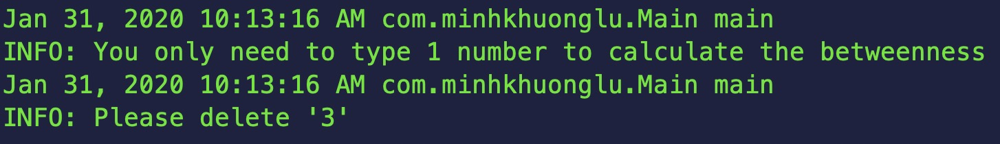 Jan 31, 2020 10:13:16 AM com.minhkhuonglu.Main main
INFO: You only need to type 1 number to calculate the betweenness
Jan 31, 2020 10:13:16 AM com.minhkhuonglu.Main main
INFO: Please delete '3'